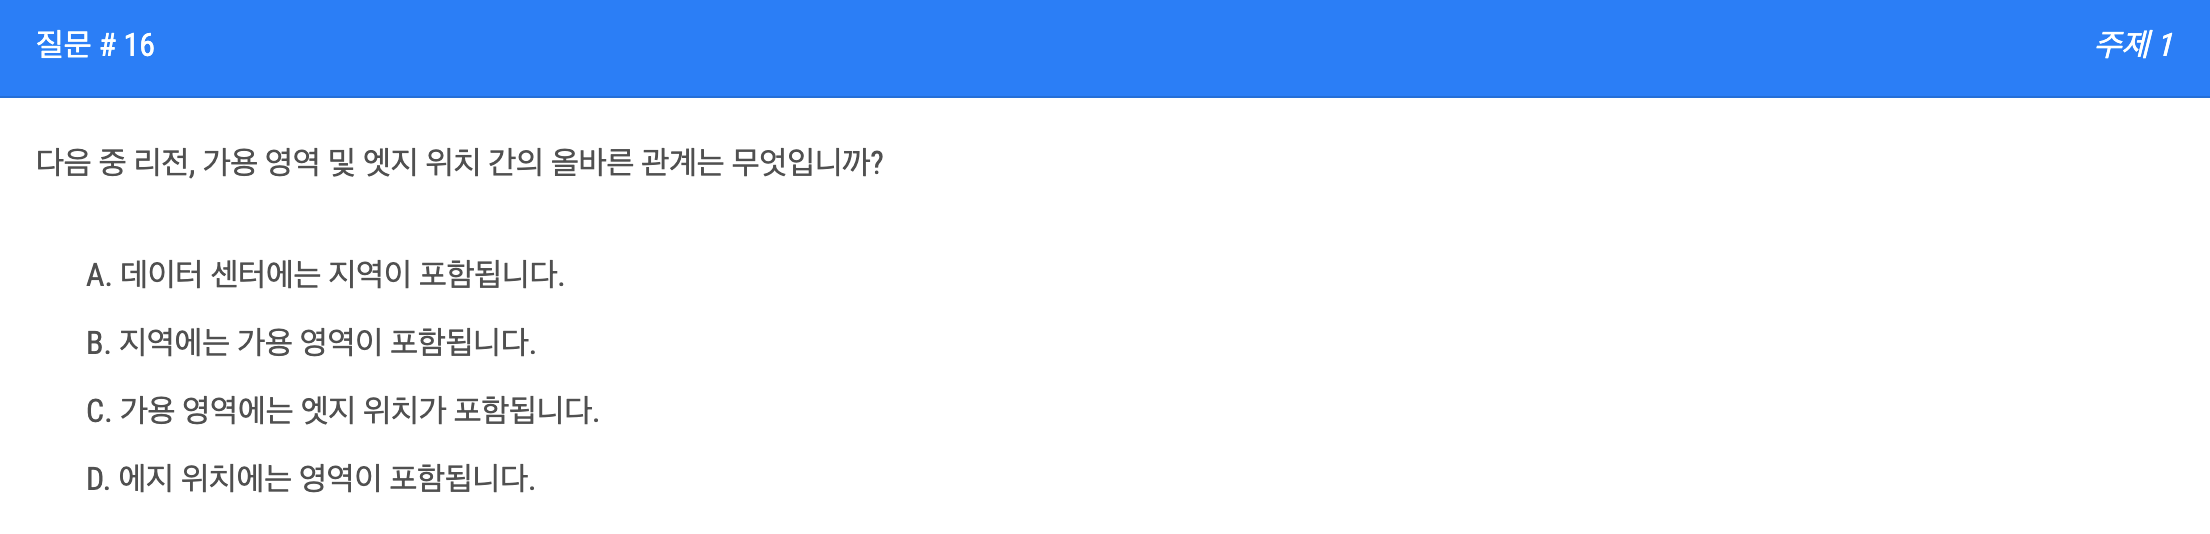 질문 # 16
주제 1
다음 중 리전, 가용 영역 및 엣지 위치 간의 올바른 관계는 무엇입니까?
A. 데이터 센터에는 지역이 포함됩니다.
B. 지역에는 가용 영역이 포함됩니다.
C. 가용 영역에는 엣지 위치가 포함됩니다.
D. 에지 위치에는 영역이 포함됩니다.